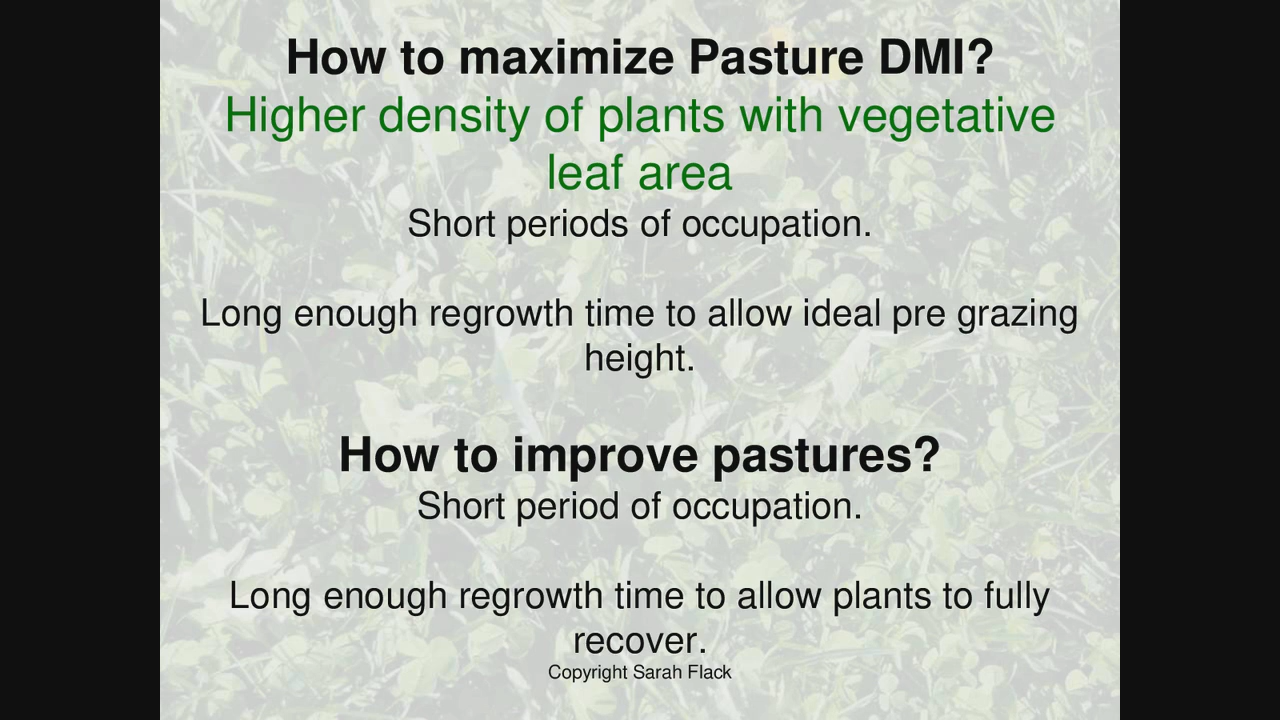 How to maximize Pasture DMI?
Higher density of plants with vegetative
leaf area
Short periods of occupation.
Long enough regrowth time to allow ideal pre grazing
height.
How to improve pastures?
Short period of occupation.
Long enough regrowth time to allow plants to fully
recover.
Copyright Sarah Flack